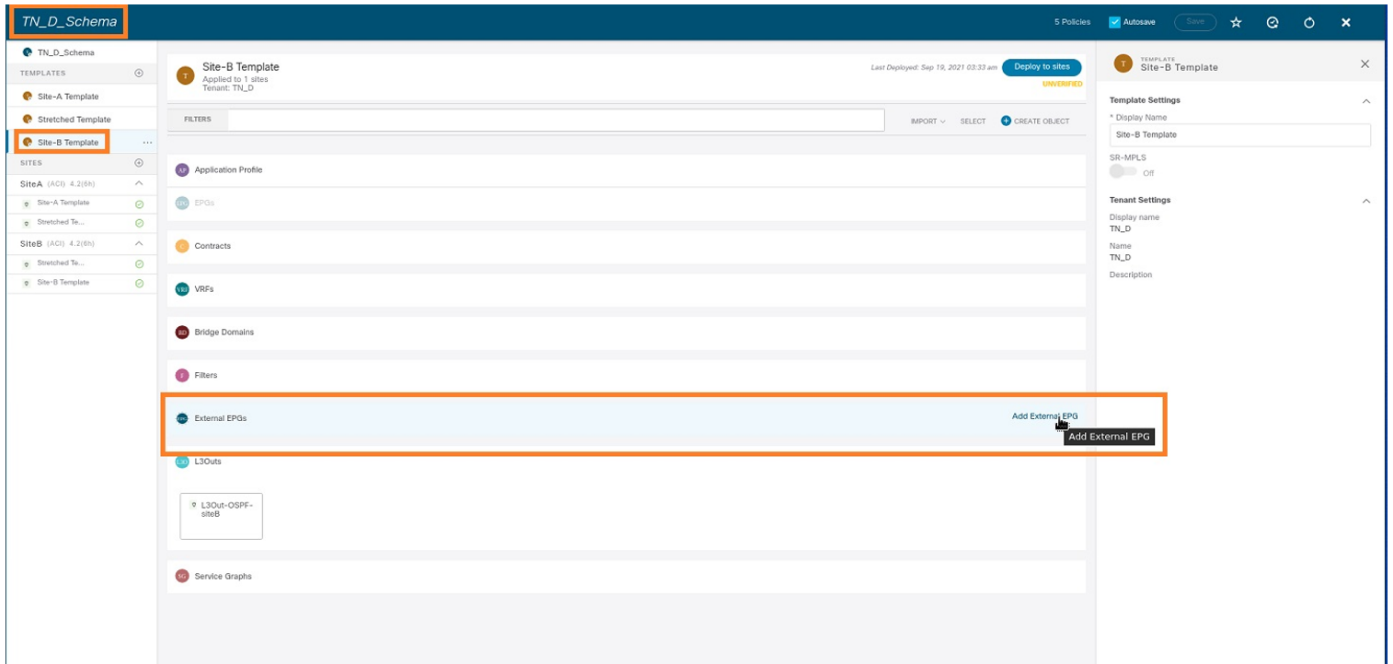 TN_D_Schema
5 Policies
Autosave
Save
TN_D_Schema
TEMPLATES
Site-A Template
Stretched Template
Site-B Template
SITES
SiteA (ACI) 4.2(6h)
Site-A Template
Stretched Te...
SiteB (ACI) 4.2(6h)
Stretched Te...
Site-B Template
T
Site-B Template
Applied to 1 sites
Tenant: TN_D
Last Deployed: Sep 19, 2021 03:33 am
Deploy to sites
UNVERIFIED
FILTERS
IMPORT
SELECT
CREATE OBJECT
AP Application Profile
EPG EPGs
C Contracts
VRF VRFs
BD Bridge Domains
F Filters
External EPGs
Add External EPG
Add External EPG
L3Outs
L3Out-OSPF-
siteB
SG Service Graphs
T
TEMPLATE
Site-B Template
Template Settings
* Display Name
Site-B Template
SR-MPLS
Off
Tenant Settings
Display name
TN_D
Name
TN_D
Description